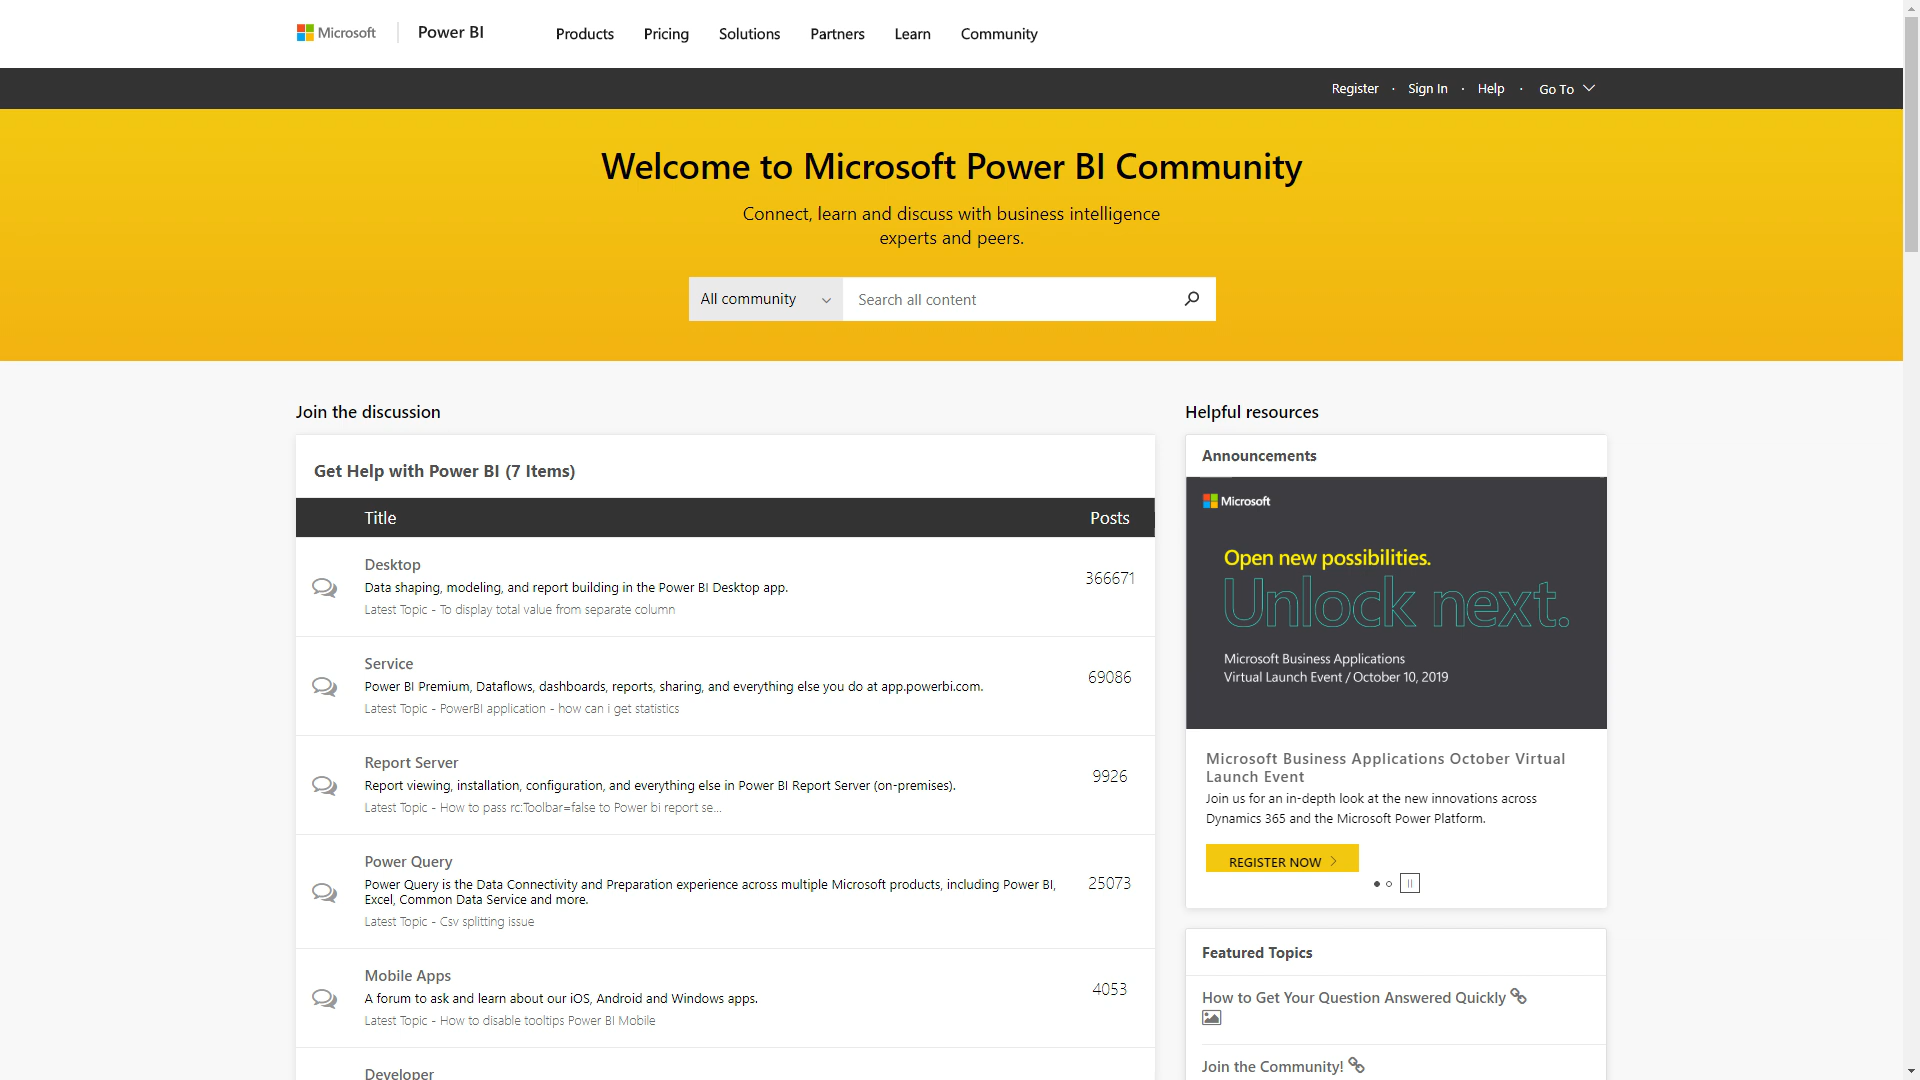 Microsoft
Power BI
Products
Pricing
Solutions
Partners
Learn
Community
Register · Sign In · Help · Go To
Welcome to Microsoft Power BI Community
Connect, learn and discuss with business intelligence
experts and peers.
All community
Search all content
Join the discussion
Get Help with Power BI (7 Items)
Title
Posts
Desktop
Data shaping, modeling, and report building in the Power BI Desktop app.
Latest Topic - To display total value from separate column
366671
Service
Power BI Premium, Dataflows, dashboards, reports, sharing, and everything else you do at app.powerbi.com.
Latest Topic - PowerBI application - how can i get statistics
69086
Report Server
Report viewing, installation, configuration, and everything else in Power BI Report Server (on-premises).
Latest Topic - How to pass rc:Toolbar=false to Power bi report se...
9926
Power Query
Power Query is the Data Connectivity and Preparation experience across multiple Microsoft products, including Power BI,
Excel, Common Data Service and more.
Latest Topic - Csv splitting issue
25073
Mobile Apps
A forum to ask and learn about our iOS, Android and Windows apps.
Latest Topic - How to disable tooltips Power BI Mobile
4053
Developer
Helpful resources
Announcements
Microsoft
Open new possibilities.
Unlock next.
Microsoft Business Applications
Virtual Launch Event / October 10, 2019
Microsoft Business Applications October Virtual
Launch Event
Join us for an in-depth look at the new innovations across
Dynamics 365 and the Microsoft Power Platform.
REGISTER NOW
Featured Topics
How to Get Your Question Answered Quickly
Join the Community!